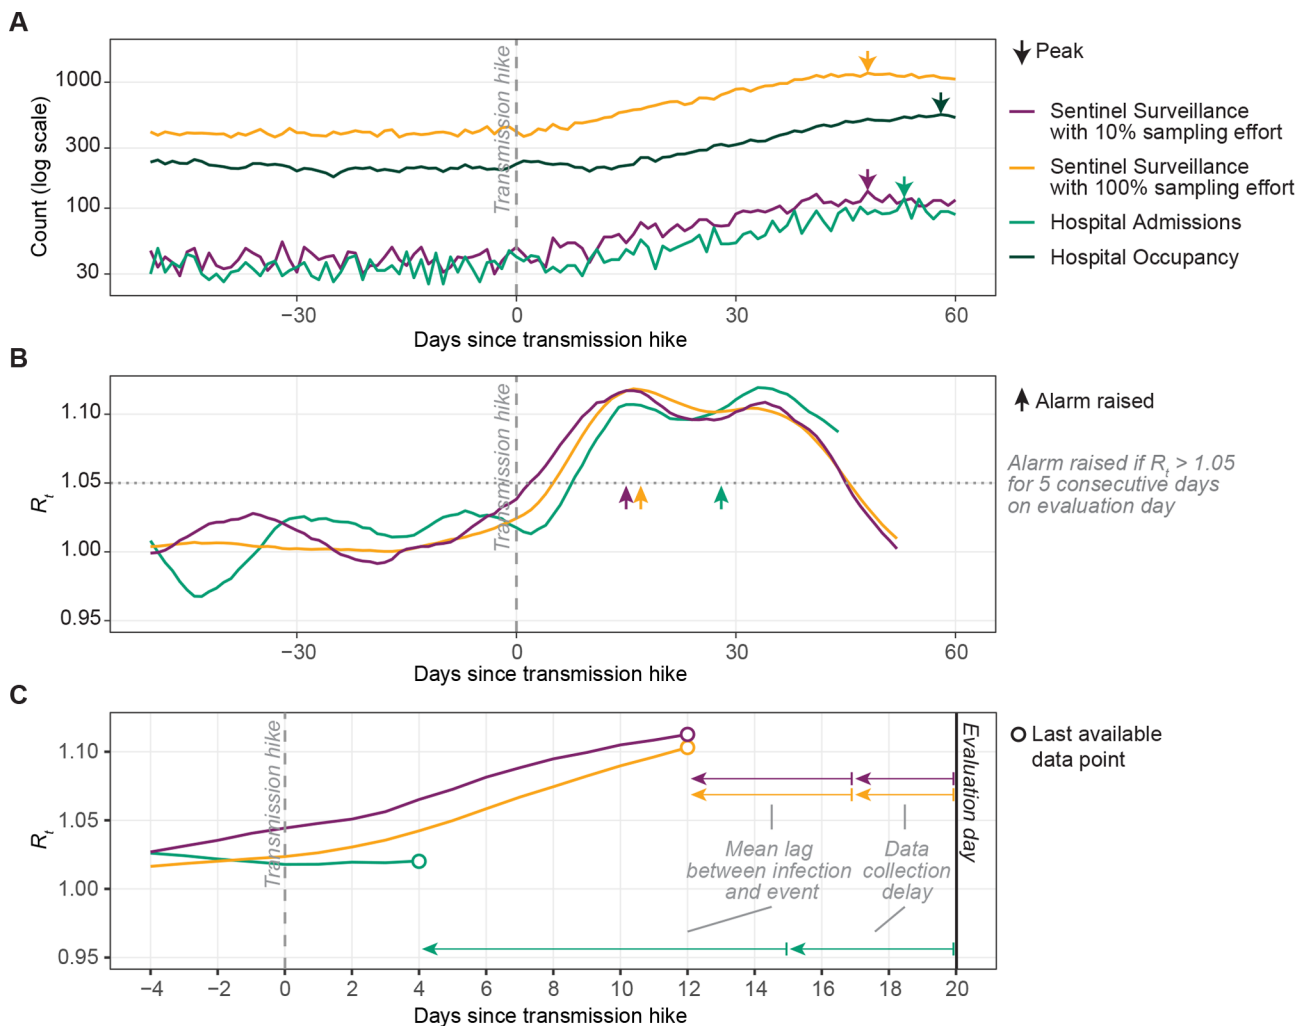 A
Count (log scale)
1000
300
100
30
Transmission hike
−30
0
30
60
Days since transmission hike
Peak
Sentinel Surveillance
with 10% sampling effort
Sentinel Surveillance
with 100% sampling effort
Hospital Admissions
Hospital Occupancy
B
Rt
1.10
1.05
1.00
0.95
Transmission hike
−30
0
30
60
Days since transmission hike
Alarm raised
Alarm raised if Rt > 1.05
for 5 consecutive days
on evaluation day
C
Rt
1.10
1.05
1.00
0.95
Transmission hike
Mean lag
between infection
and event
Data
collection
delay
Evaluation day
−4
−2
0
2
4
6
8
10
12
14
16
18
20
Days since transmission hike
Last available
data point